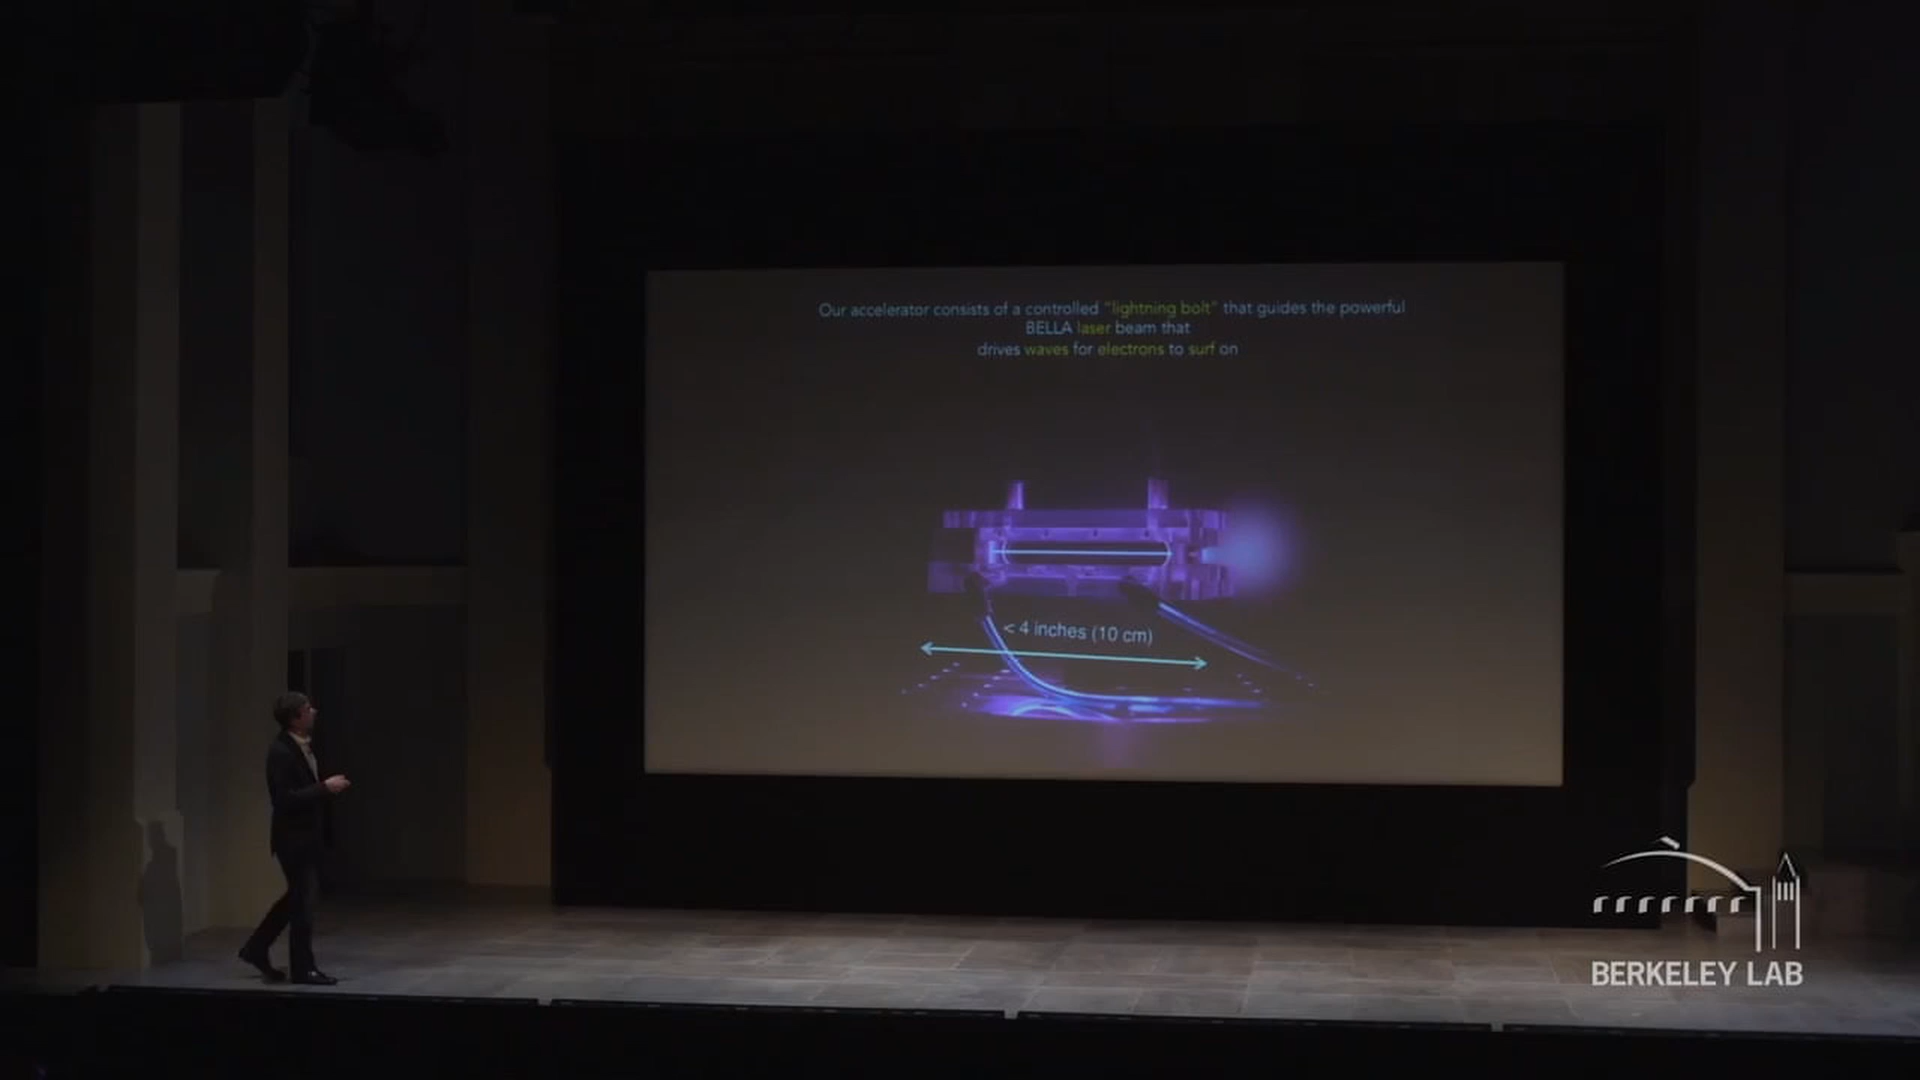 Our accelerator consists of a controlled "lightning bolt" that guides the powerful
BELLA laser beam that
drives waves for electrons to surf on
< 4 inches (10 cm)
BERKELEY LAB